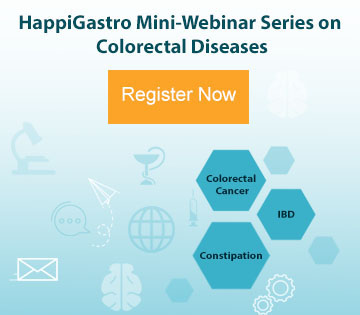 HappiGastro Mini-Webinar Series on
Colorectal Diseases
Register Now
Colorectal
Cancer
IBD
Constipation